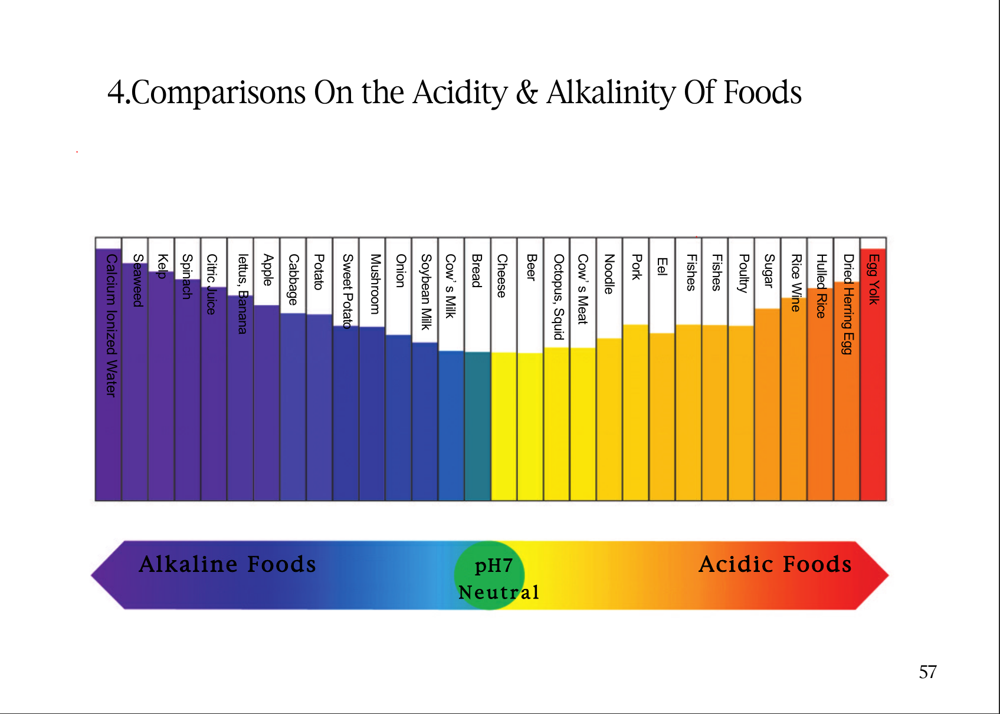 4.Comparisons On the Acidity & Alkalinity Of Foods
Calcium Ionized Water
Seaweed
Kelp
Spinach
Citric Juice
lettus, Banana
Apple
Cabbage
Potato
Sweet Potato
Mushroom
Onion
Soybean Milk
Cow’ s Milk
Bread
Cheese
Beer
Octopus, Squid
Cow’ s Meat
Noodle
Pork
Eel
Fishes
Fishes
Poultry
Sugar
Rice Wine
Hulled Rice
Dried Herring Egg
Egg Yolk
Alkaline Foods
pH7
Neutral
Acidic Foods
57